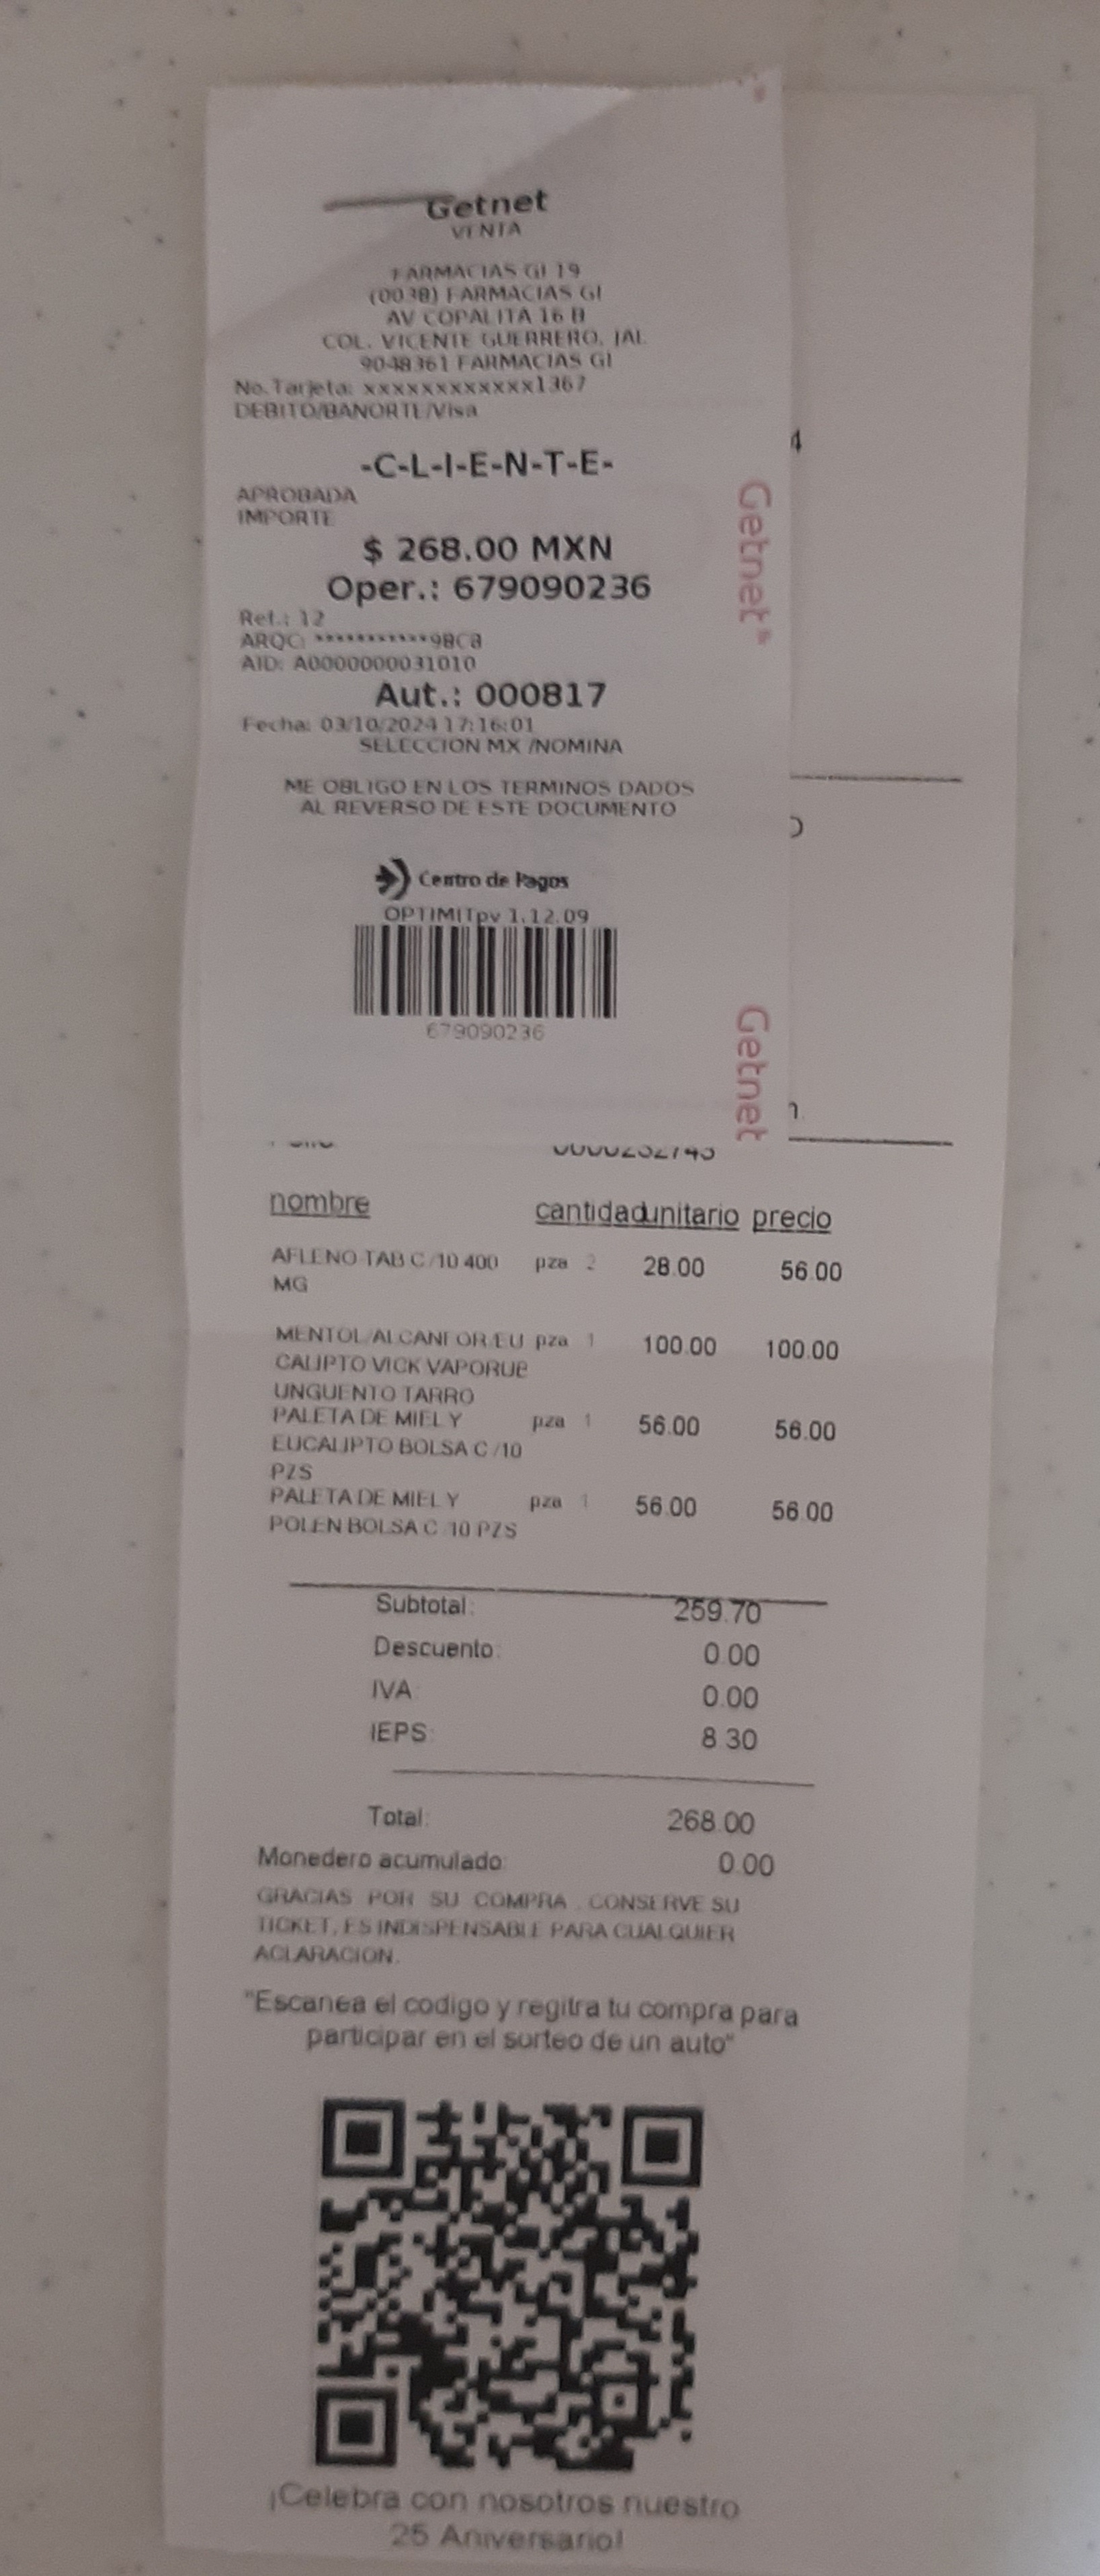 Getnet
VENTA
FARMACIAS GI 19
(0038) FARMACIAS GI
AV COPALITA 16 B
COL. VICENTE GUERRERO, JAL
9048361 FARMACIAS GI
No.Tarjeta: xxxxxxxxxxxx1367
DEBITO/BANORTE/Visa
-C-L-I-E-N-T-E-
APROBADA
IMPORTE
$ 268.00 MXN
Oper.: 679090236
Ref.: 12
ARQC: ***********9BCB
AID: A0000000031010
Aut.: 000817
Fecha: 03/10/2024 17:16:01
SELECCION MX /NOMINA
ME OBLIGO EN LOS TERMINOS DADOS
AL REVERSO DE ESTE DOCUMENTO
Centro de Pagos
OPTIMITpv 1.12.09
679090236
Getnet
Getnet
4
nombre cantidad unitario precio
AFLENO TAB C/10 400 pza 2 28.00 56.00
MG
MENTOL/ALCANFOR/EU pza 1 100.00 100.00
CALIPTO VICK VAPORUB
UNGUENTO TARRO
PALETA DE MIEL Y pza 1 56.00 56.00
EUCALIPTO BOLSA C/10
PZS
PALETA DE MIEL Y pza 1 56.00 56.00
POLEN BOLSA C/10 PZS
Subtotal: 259.70
Descuento: 0.00
IVA 0.00
IEPS: 8.30
Total: 268.00
Monedero acumulado: 0.00
GRACIAS POR SU COMPRA , CONSERVE SU
TICKET, ES INDISPENSABLE PARA CUALQUIER
ACLARACION.
"Escanea el codigo y regitra tu compra para
participar en el sorteo de un auto"
¡Celebra con nosotros nuestro
25 Aniversario!